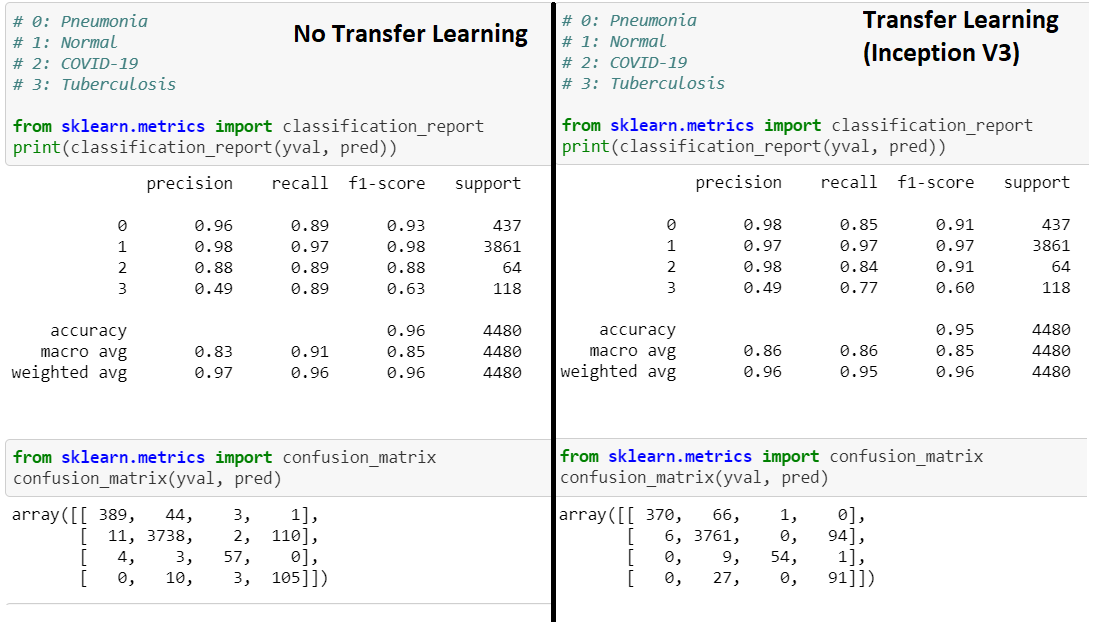 # 0: Pneumonia
# 1: Normal
# 2: COVID-19
# 3: Tuberculosis
No Transfer Learning
from sklearn.metrics import classification_report
print(classification_report(yval, pred))
precision recall f1-score support
0 0.96 0.89 0.93 437
1 0.98 0.97 0.98 3861
2 0.88 0.89 0.88 64
3 0.49 0.89 0.63 118
accuracy 0.96 4480
macro avg 0.83 0.91 0.85 4480
weighted avg 0.97 0.96 0.96 4480
from sklearn.metrics import confusion_matrix
confusion_matrix(yval, pred)
array([[ 389, 44, 3, 1],
[ 11, 3738, 2, 110],
[ 4, 3, 57, 0],
[ 0, 10, 3, 105]])
# 0: Pneumonia
# 1: Normal
# 2: COVID-19
# 3: Tuberculosis
Transfer Learning
(Inception V3)
from sklearn.metrics import classification_report
print(classification_report(yval, pred))
precision recall f1-score support
0 0.98 0.85 0.91 437
1 0.97 0.97 0.97 3861
2 0.98 0.84 0.91 64
3 0.49 0.77 0.60 118
accuracy 0.95 4480
macro avg 0.86 0.86 0.85 4480
weighted avg 0.96 0.95 0.96 4480
from sklearn.metrics import confusion_matrix
confusion_matrix(yval, pred)
array([[ 370, 66, 1, 0],
[ 6, 3761, 0, 94],
[ 0, 9, 54, 1],
[ 0, 27, 0, 91]])